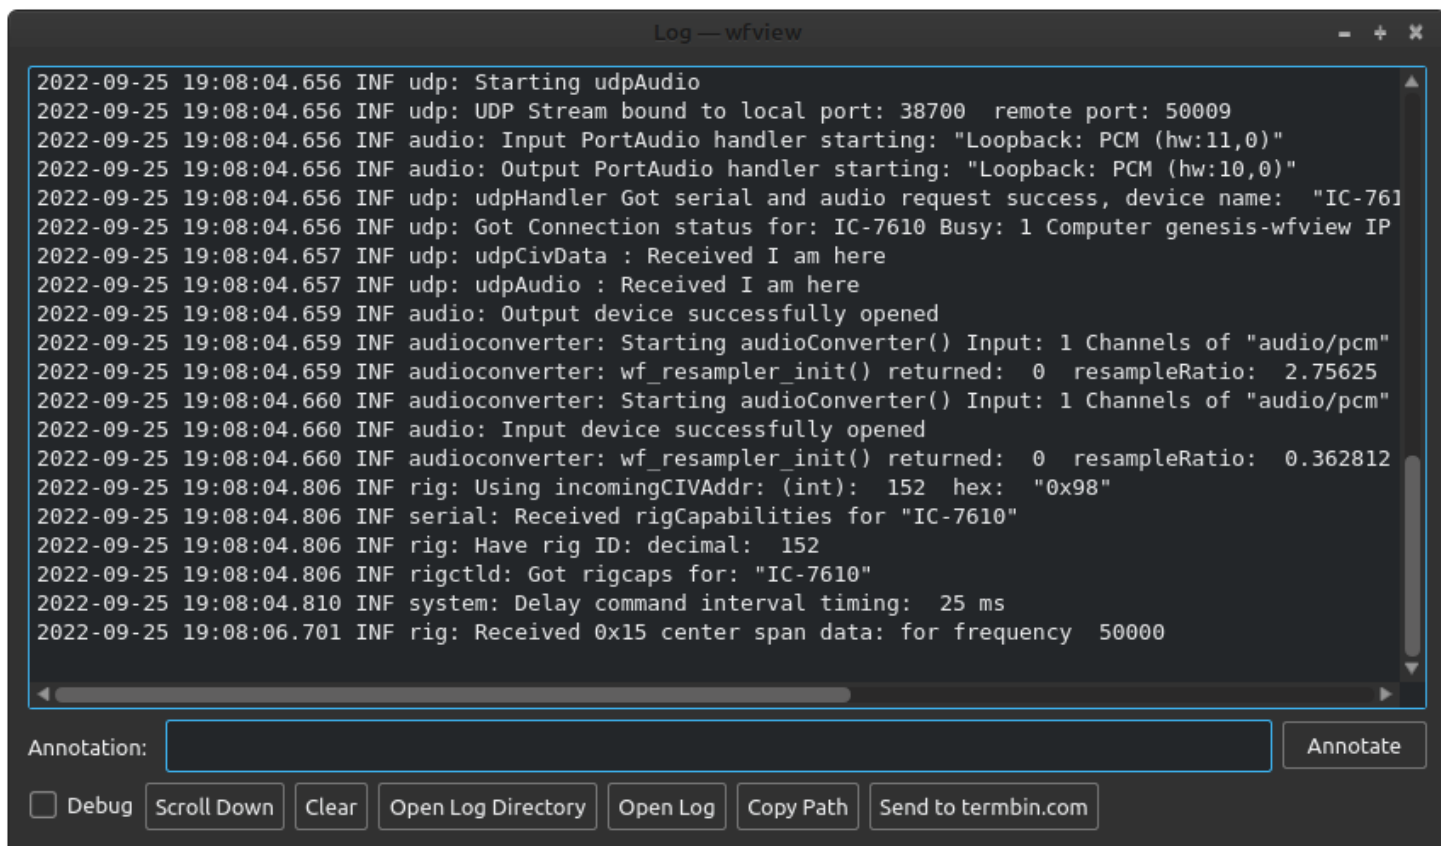 Log — wfview
2022-09-25 19:08:04.656 INF udp: Starting udpAudio
2022-09-25 19:08:04.656 INF udp: UDP Stream bound to local port: 38700  remote port: 50009
2022-09-25 19:08:04.656 INF audio: Input PortAudio handler starting: "Loopback: PCM (hw:11,0)"
2022-09-25 19:08:04.656 INF audio: Output PortAudio handler starting: "Loopback: PCM (hw:10,0)"
2022-09-25 19:08:04.656 INF udp: udpHandler Got serial and audio request success, device name:  "IC-761
2022-09-25 19:08:04.656 INF udp: Got Connection status for: IC-7610 Busy: 1 Computer genesis-wfview IP
2022-09-25 19:08:04.657 INF udp: udpCivData : Received I am here
2022-09-25 19:08:04.657 INF udp: udpAudio : Received I am here
2022-09-25 19:08:04.659 INF audio: Output device successfully opened
2022-09-25 19:08:04.659 INF audioconverter: Starting audioConverter() Input: 1 Channels of "audio/pcm"
2022-09-25 19:08:04.659 INF audioconverter: wf_resampler_init() returned:  0  resampleRatio:  2.75625
2022-09-25 19:08:04.660 INF audioconverter: Starting audioConverter() Input: 1 Channels of "audio/pcm"
2022-09-25 19:08:04.660 INF audio: Input device successfully opened
2022-09-25 19:08:04.660 INF audioconverter: wf_resampler_init() returned:  0  resampleRatio:  0.362812
2022-09-25 19:08:04.806 INF rig: Using incomingCIVAddr: (int):  152  hex:  "0x98"
2022-09-25 19:08:04.806 INF serial: Received rigCapabilities for "IC-7610"
2022-09-25 19:08:04.806 INF rig: Have rig ID: decimal:  152
2022-09-25 19:08:04.806 INF rigctld: Got rigcaps for: "IC-7610"
2022-09-25 19:08:04.810 INF system: Delay command interval timing:  25 ms
2022-09-25 19:08:06.701 INF rig: Received 0x15 center span data: for frequency  50000
Annotation:
Annotate
Debug
Scroll Down
Clear
Open Log Directory
Open Log
Copy Path
Send to termbin.com